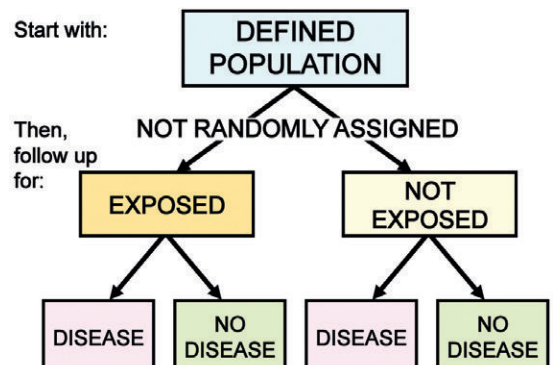 Start with:
DEFINED
POPULATION
Then,
follow up
for:
NOT RANDOMLY ASSIGNED
EXPOSED
NOT
EXPOSED
DISEASE
NO
DISEASE
DISEASE
NO
DISEASE